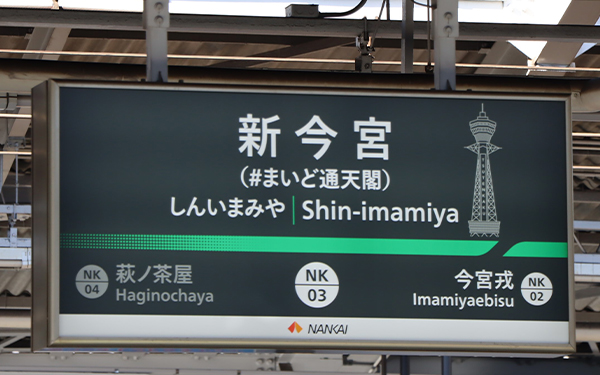 新今宮
(#まいど通天閣)
しんいまみや Shin-imamiya
NK 04 萩ノ茶屋 Haginochaya
NK 03
今宮戎 Imamiyaebisu NK 02
NANKAI